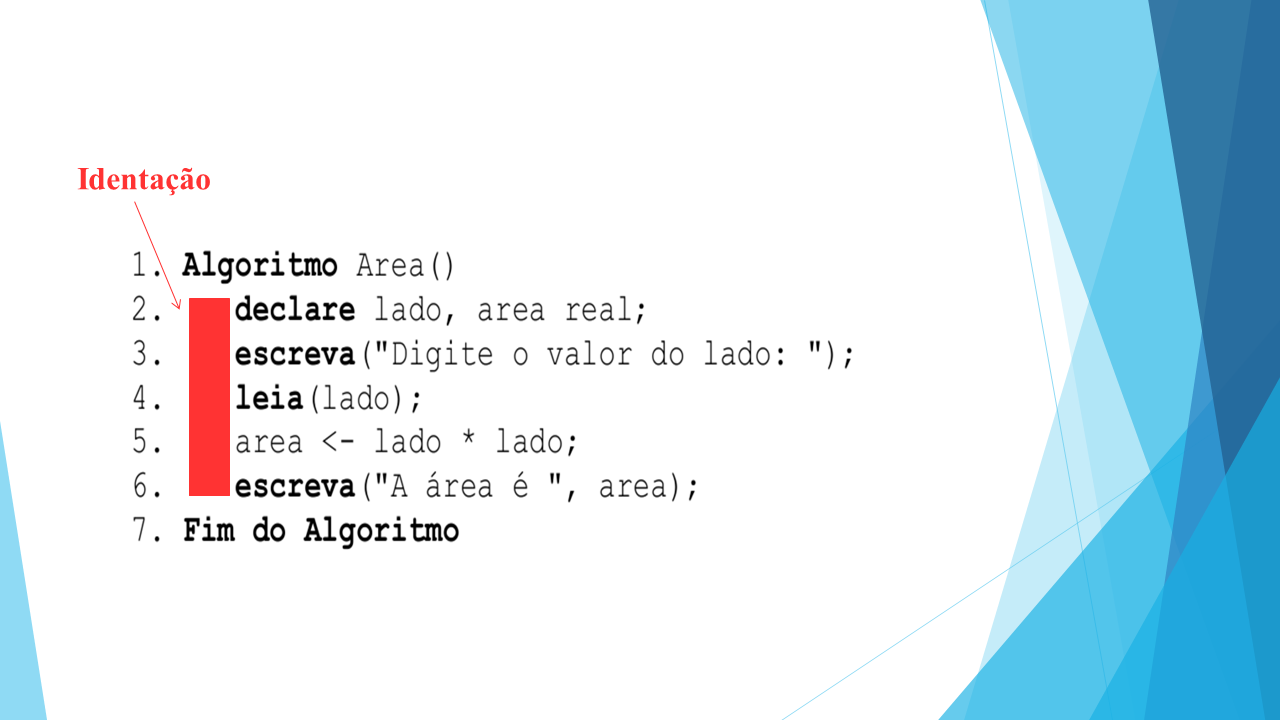 Identação
1. Algoritmo Area()
2. declare lado, area real;
3. escreva("Digite o valor do lado: ");
4. leia(lado);
5. area <- lado * lado;
6. escreva("A área é ", area);
7. Fim do Algoritmo